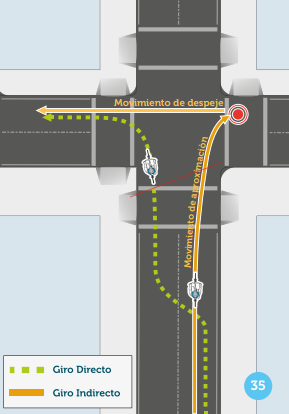 Movimiento de despeje
Movimiento de aproximación
Giro Directo
Giro Indirecto
35